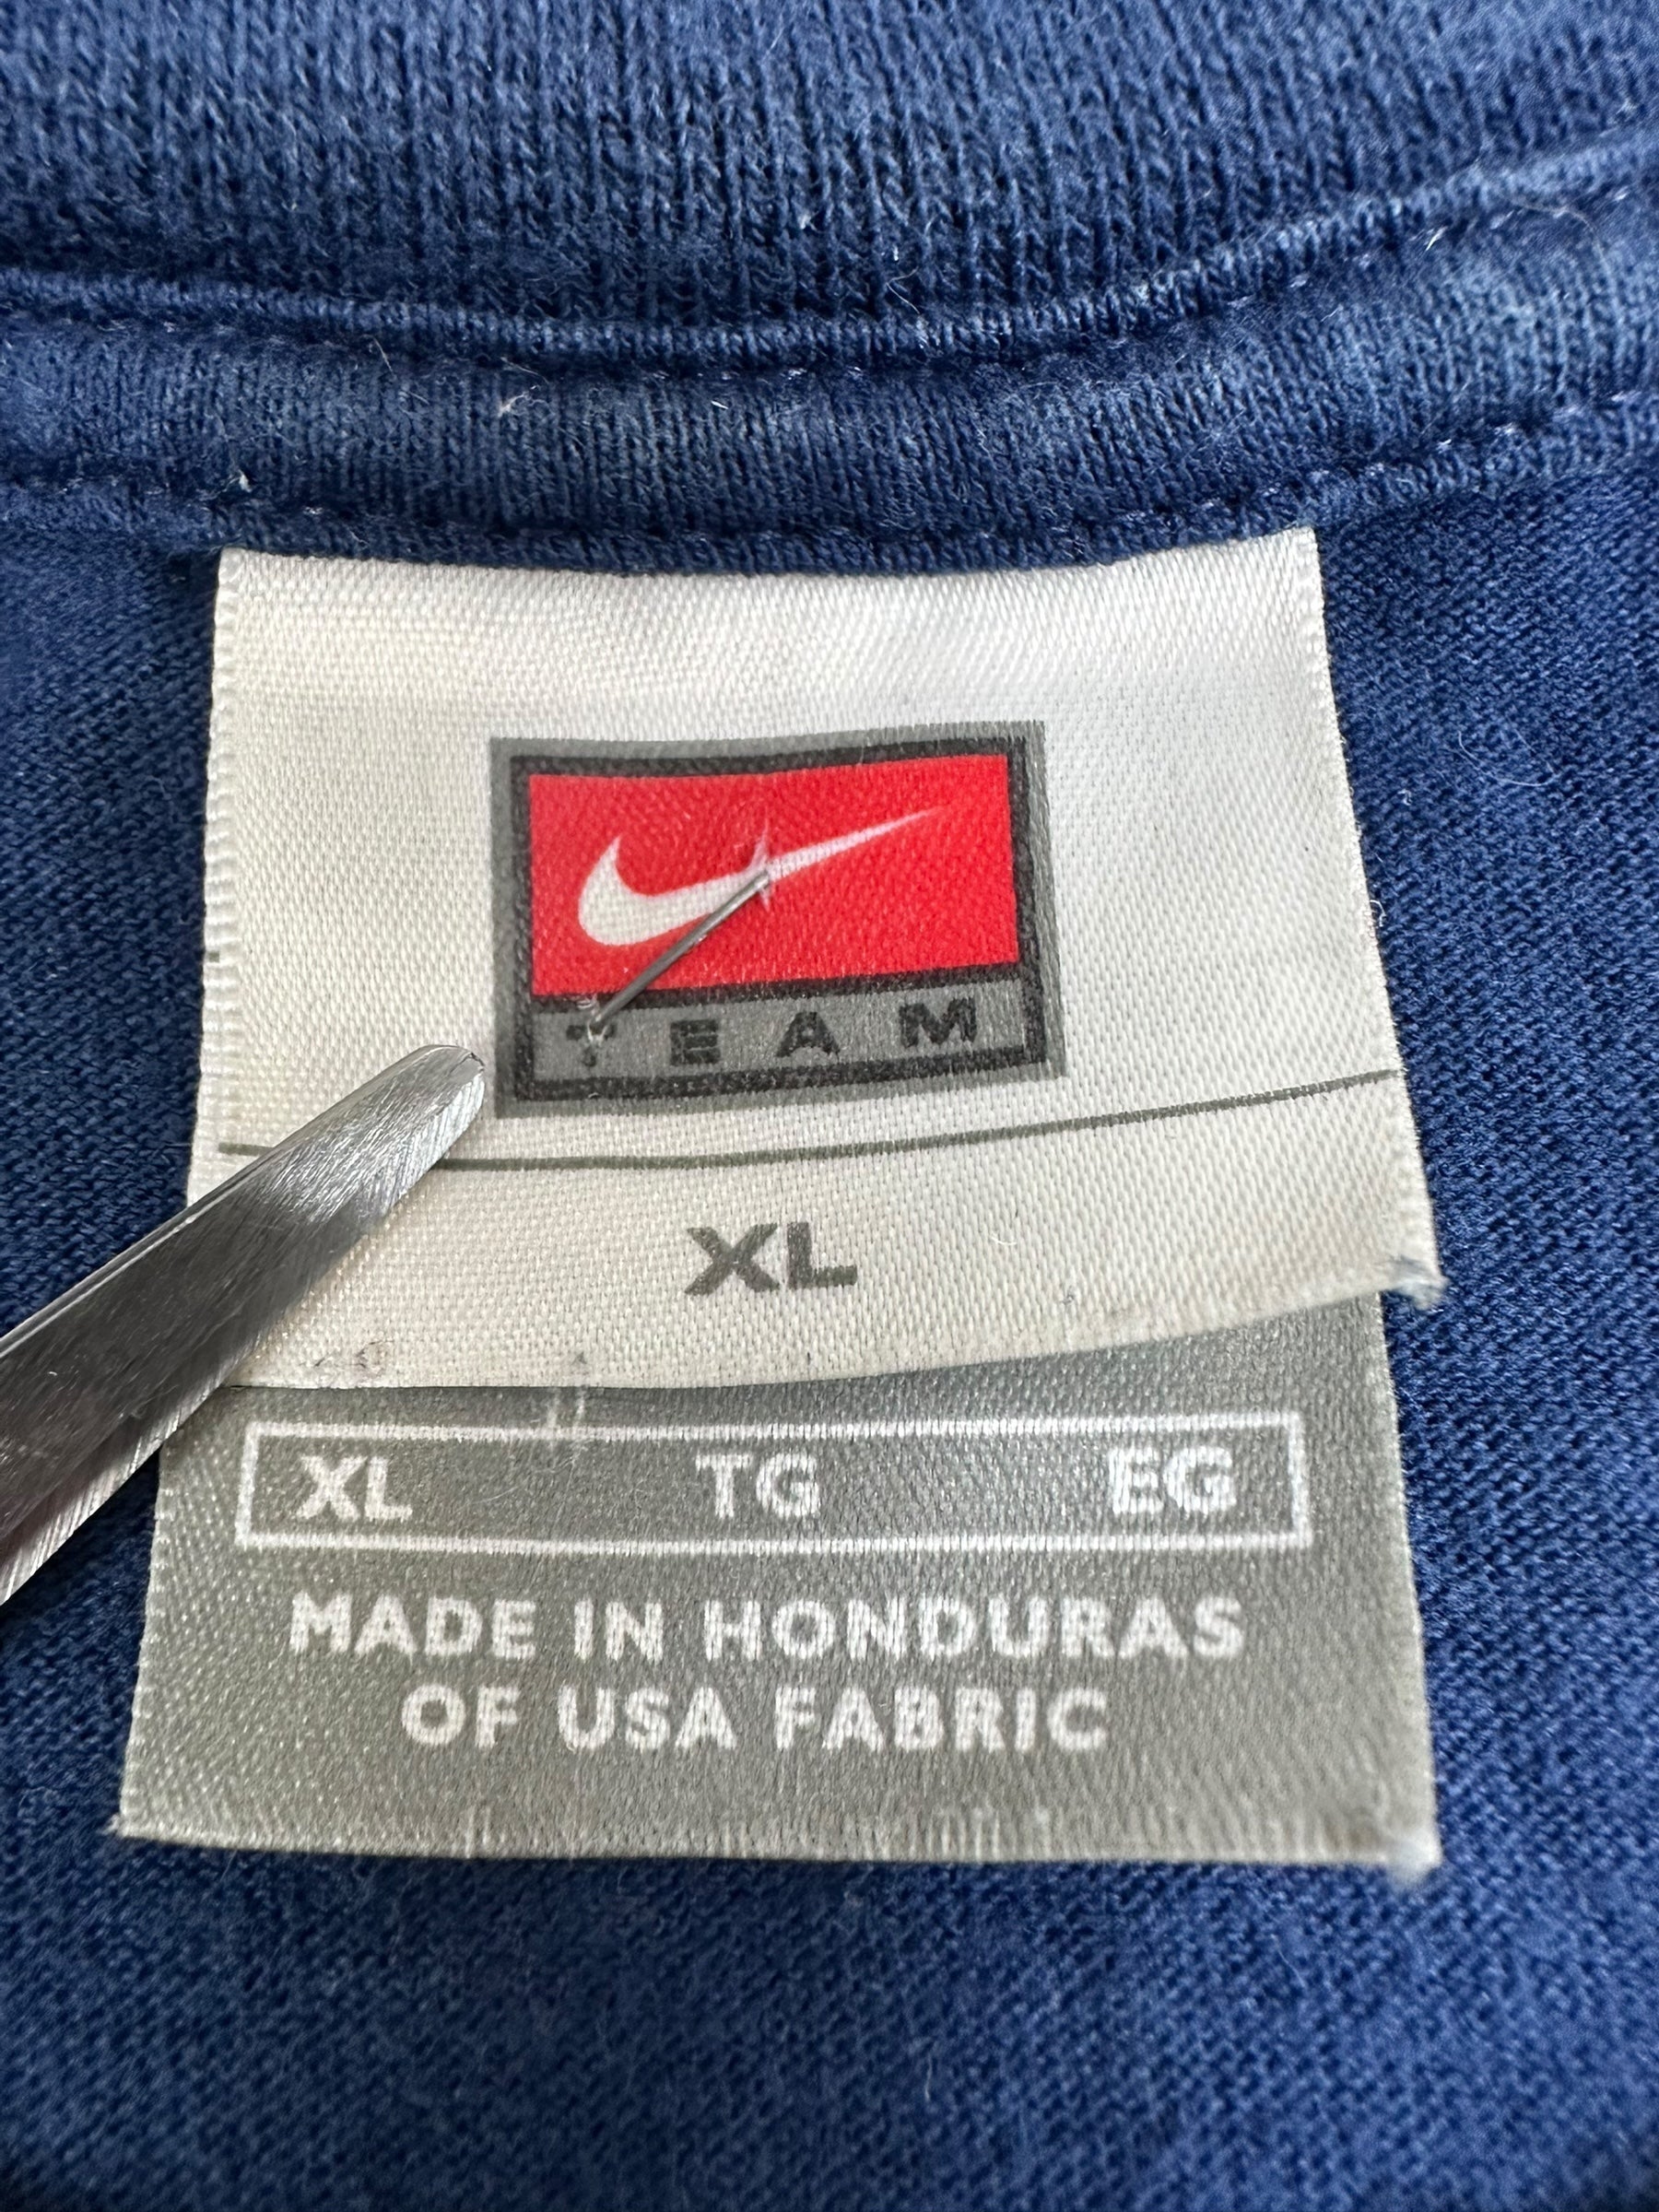 TEAM
XL
XL TG EG
MADE IN HONDURAS
OF USA FABRIC